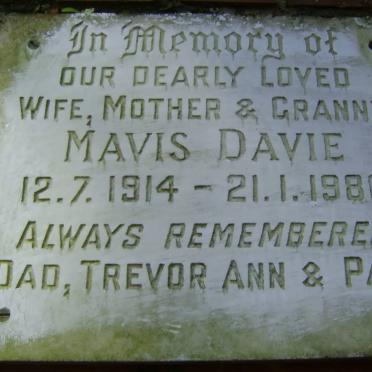 In Memory of
OUR DEARLY LOVED
WIFE, MOTHER & GRANN
MAVIS DAVIE
12.7.1914 - 21.1.198
ALWAYS REMEMBERE
DAD, TREVOR ANN & PA